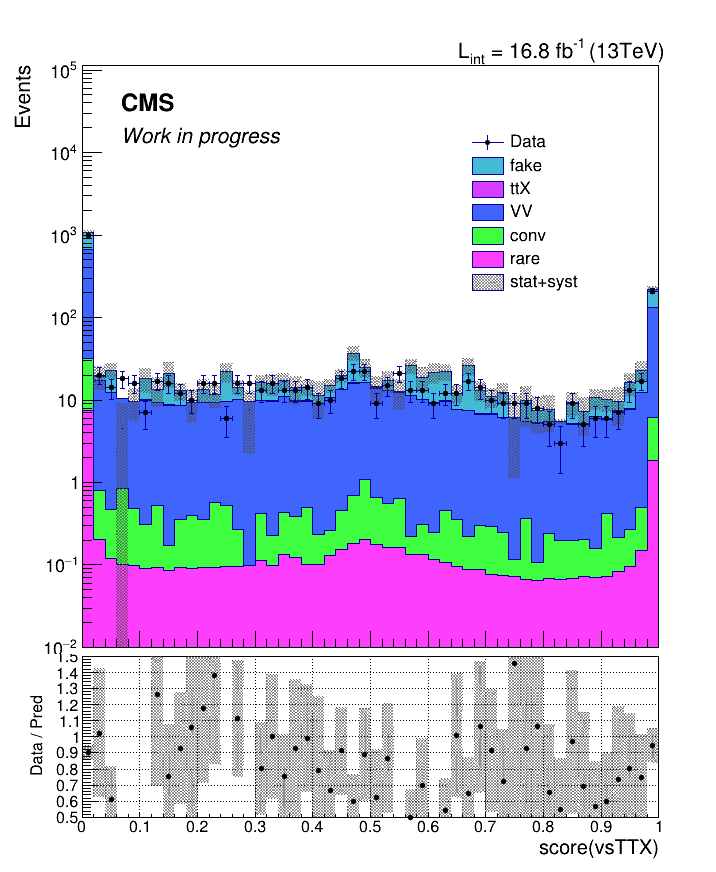 L_int = 16.8 fb^-1 (13TeV)
Events
CMS
Work in progress
Data
fake
ttX
VV
conv
rare
stat+syst
10^5
10^4
10^3
10^2
10
1
10^−1
10^−2
Data / Pred
1.5
1.4
1.3
1.2
1.1
1
0.9
0.8
0.7
0.6
0.5
0 0.1 0.2 0.3 0.4 0.5 0.6 0.7 0.8 0.9 1
score(vsTTX)